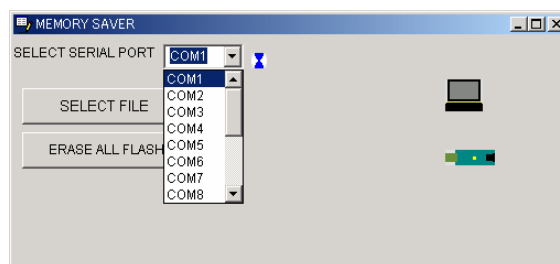 MEMORY SAVER
SELECT SERIAL PORT COM1
COM1
COM2
SELECT FILE COM3
COM4
ERASE ALL FLASH COM5
COM6
COM7
COM8